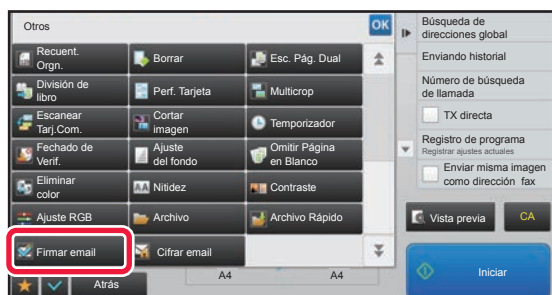 Otros
OK
Recuent.
Orgn.
Borrar
Esc. Pág. Dual
División de
libro
Perf. Tarjeta
Multicrop
Escanear
Tarj.Com.
Cortar
imagen
Temporizador
Fechado de
Verif.
Ajuste
del fondo
Omitir Página
en Blanco
Eliminar
color
AA Nitidez
Contraste
Ajuste RGB
Archivo
Archivo Rápido
Firmar email
Cifrar email
Atrás
A4
A4
Búsqueda de
direcciones global
Enviando historial
Número de búsqueda
de llamada
TX directa
Registro de programa
Registrar ajustes actuales
Enviar misma imagen
como dirección fax
Vista previa
CA
Iniciar